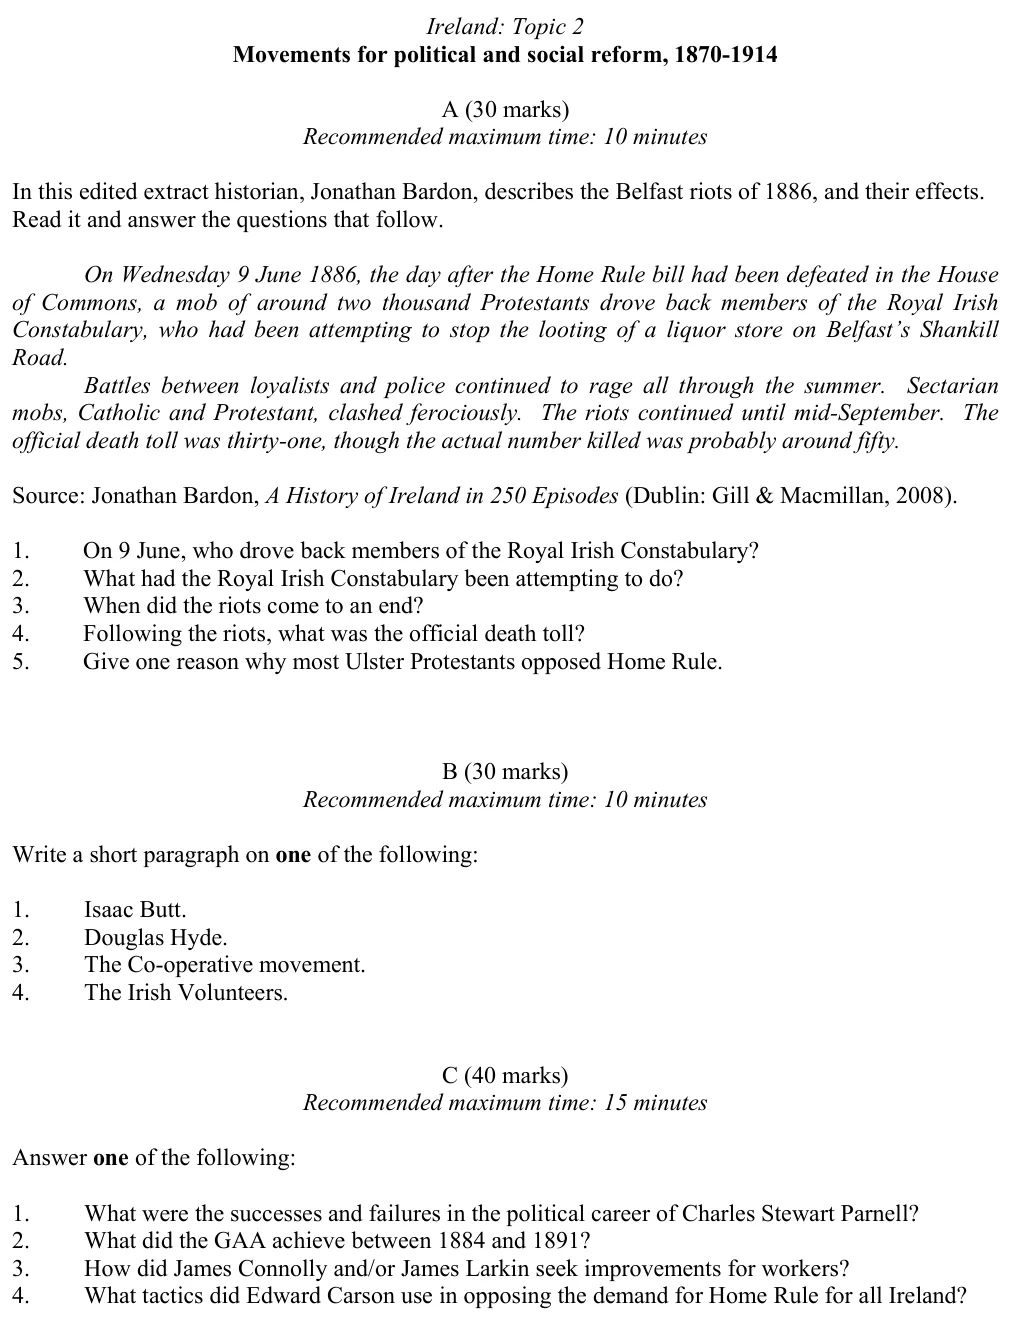 Ireland: Topic 2
Movements for political and social reform, 1870-1914
A (30 marks)
Recommended maximum time: 10 minutes
In this edited extract historian, Jonathan Bardon, describes the Belfast riots of 1886, and their effects.
Read it and answer the questions that follow.
On Wednesday 9 June 1886, the day after the Home Rule bill had been defeated in the House
of Commons, a mob of around two thousand Protestants drove back members of the Royal Irish
Constabulary, who had been attempting to stop the looting of a liquor store on Belfast's Shankill
Road.
Battles between loyalists and police continued to rage all through the summer. Sectarian
mobs, Catholic and Protestant, clashed ferociously. The riots continued until mid-September. The
official death toll was thirty-one, though the actual number killed was probably around fifty.
Source: Jonathan Bardon, A History of Ireland in 250 Episodes (Dublin: Gill & Macmillan, 2008).
1. On 9 June, who drove back members of the Royal Irish Constabulary?
2. What had the Royal Irish Constabulary been attempting to do?
3. When did the riots come to an end?
4. Following the riots, what was the official death toll?
5. Give one reason why most Ulster Protestants opposed Home Rule.
B (30 marks)
Recommended maximum time: 10 minutes
Write a short paragraph on one of the following:
1. Isaac Butt.
2. Douglas Hyde.
3. The Co-operative movement.
4. The Irish Volunteers.
C (40 marks)
Recommended maximum time: 15 minutes
Answer one of the following:
1. What were the successes and failures in the political career of Charles Stewart Parnell?
2. What did the GAA achieve between 1884 and 1891?
3. How did James Connolly and/or James Larkin seek improvements for workers?
4. What tactics did Edward Carson use in opposing the demand for Home Rule for all Ireland?